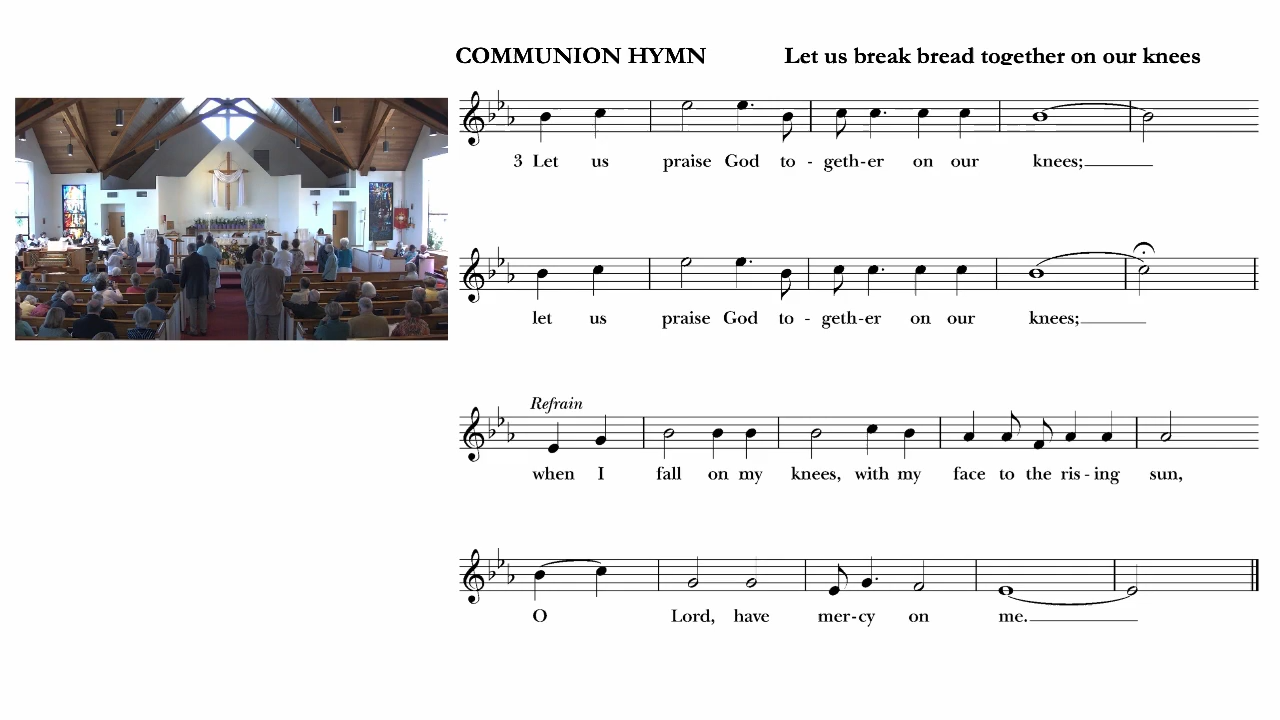 COMMUNION HYMN Let us break bread together on our knees
3 Let us praise God to - geth-er on our knees;
let us praise God to - geth-er on our knees;
Refrain
when I fall on my knees, with my face to the ris - ing sun,
O Lord, have mer-cy on me.